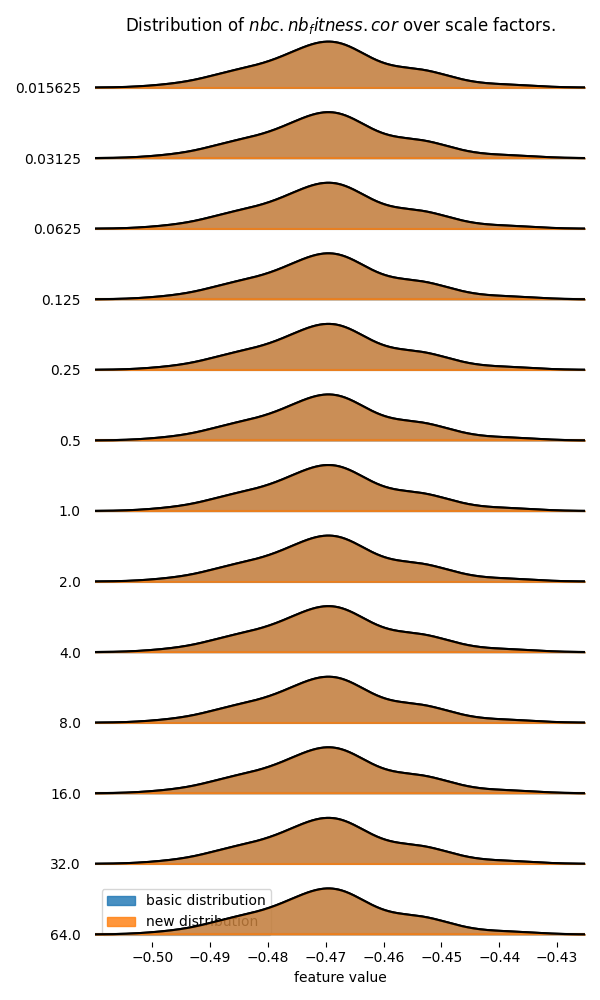 Distribution of nbc.nb_fitness.cor over scale factors.
0.015625
0.03125
0.0625
0.125
0.25
0.5
1.0
2.0
4.0
8.0
16.0
32.0
basic distribution
new distribution
64.0
−0.50 −0.49 −0.48 −0.47 −0.46 −0.45 −0.44 −0.43
feature value